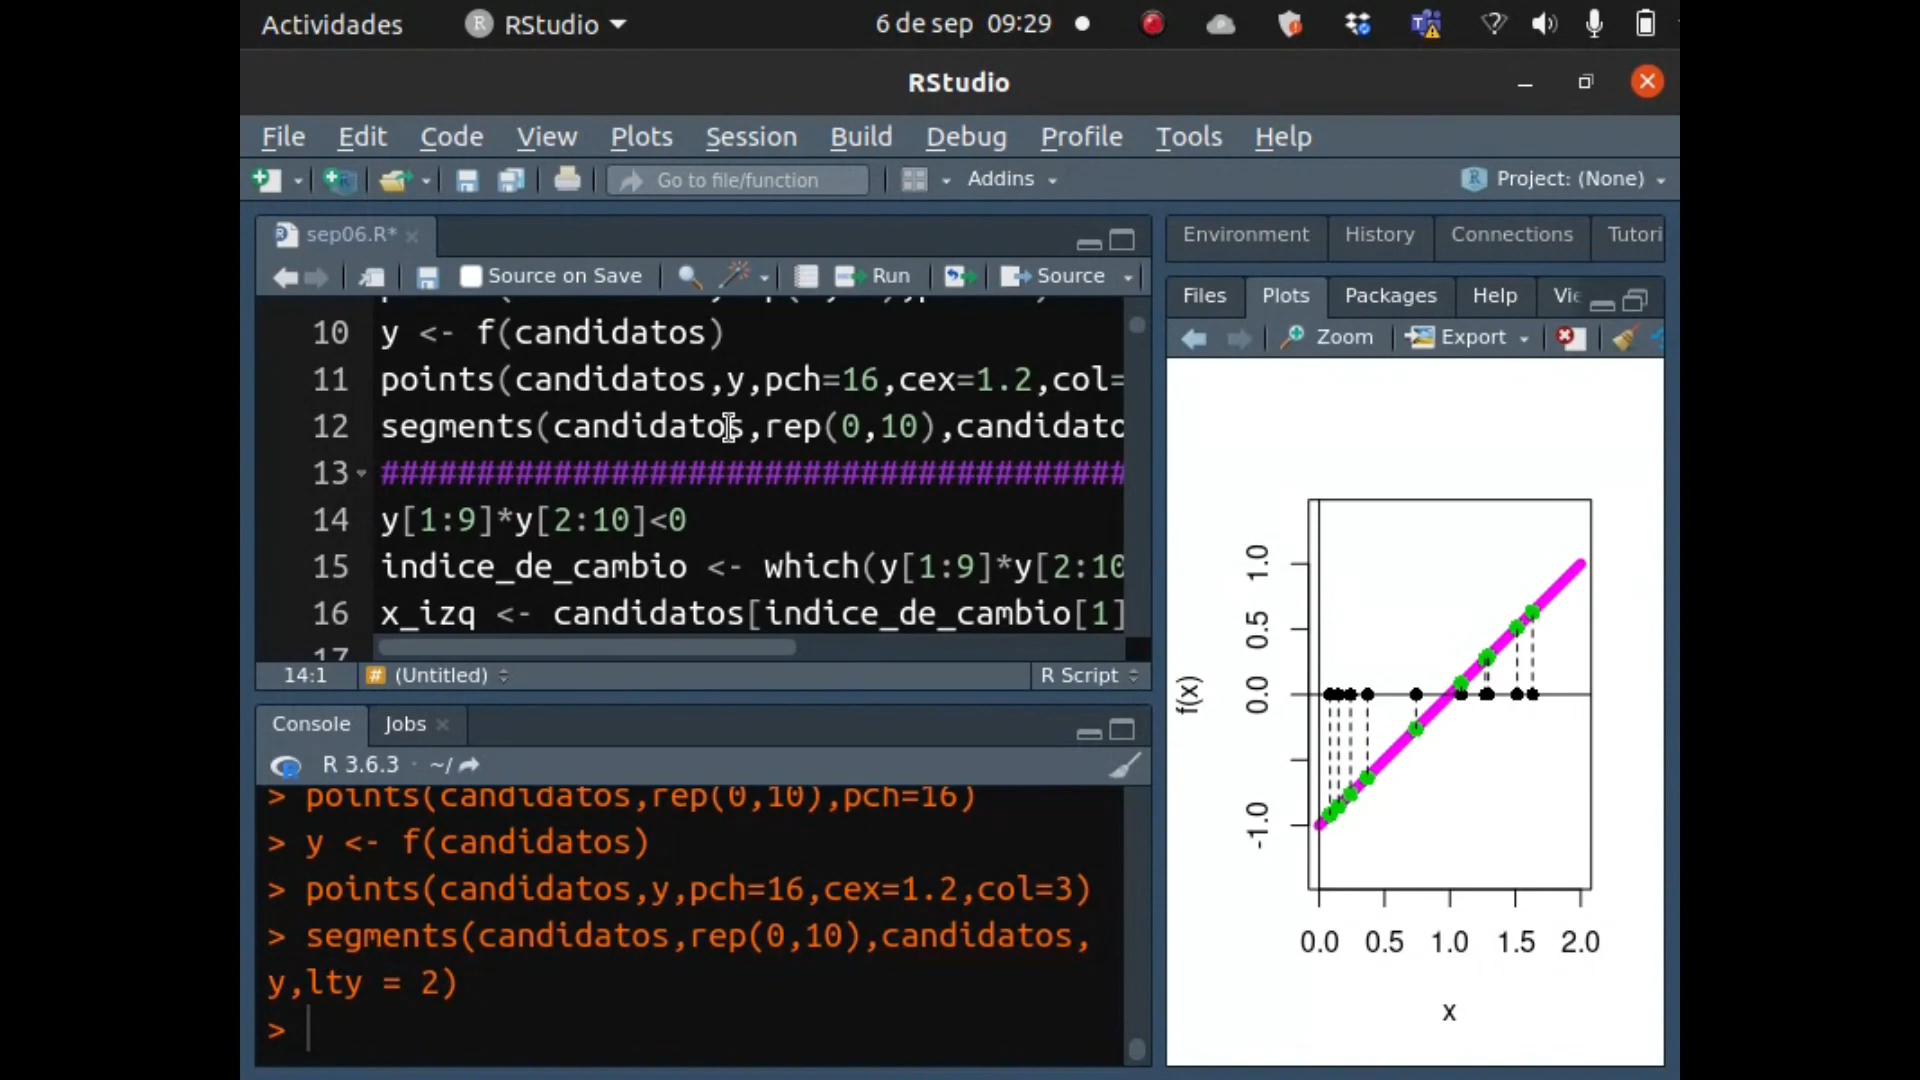 Actividades
RStudio
6 de sep 09:29
RStudio
File Edit Code View Plots Session Build Debug Profile Tools Help
Go to file/function
Addins
Project: (None)
sep06.R*
Source on Save
Run
Source
10 y <- f(candidatos)
11 points(candidatos,y,pch=16,cex=1.2,col=
12 segments(candidatos,rep(0,10),candidato
13 #######################################
14 y[1:9]*y[2:10]<0
15 indice_de_cambio <- which(y[1:9]*y[2:10
16 x_izq <- candidatos[indice_de_cambio[1]
17
14:1
(Untitled)
R Script
Console Jobs
R 3.6.3 · ~/
> points(candidatos,rep(0,10),pch=16)
> y <- f(candidatos)
> points(candidatos,y,pch=16,cex=1.2,col=3)
> segments(candidatos,rep(0,10),candidatos,
y,lty = 2)
>
Environment History Connections Tutori
Files Plots Packages Help Vie
Zoom
Export
f(x)
1.0
0.5
0.0
-1.0
0.0 0.5 1.0 1.5 2.0
x